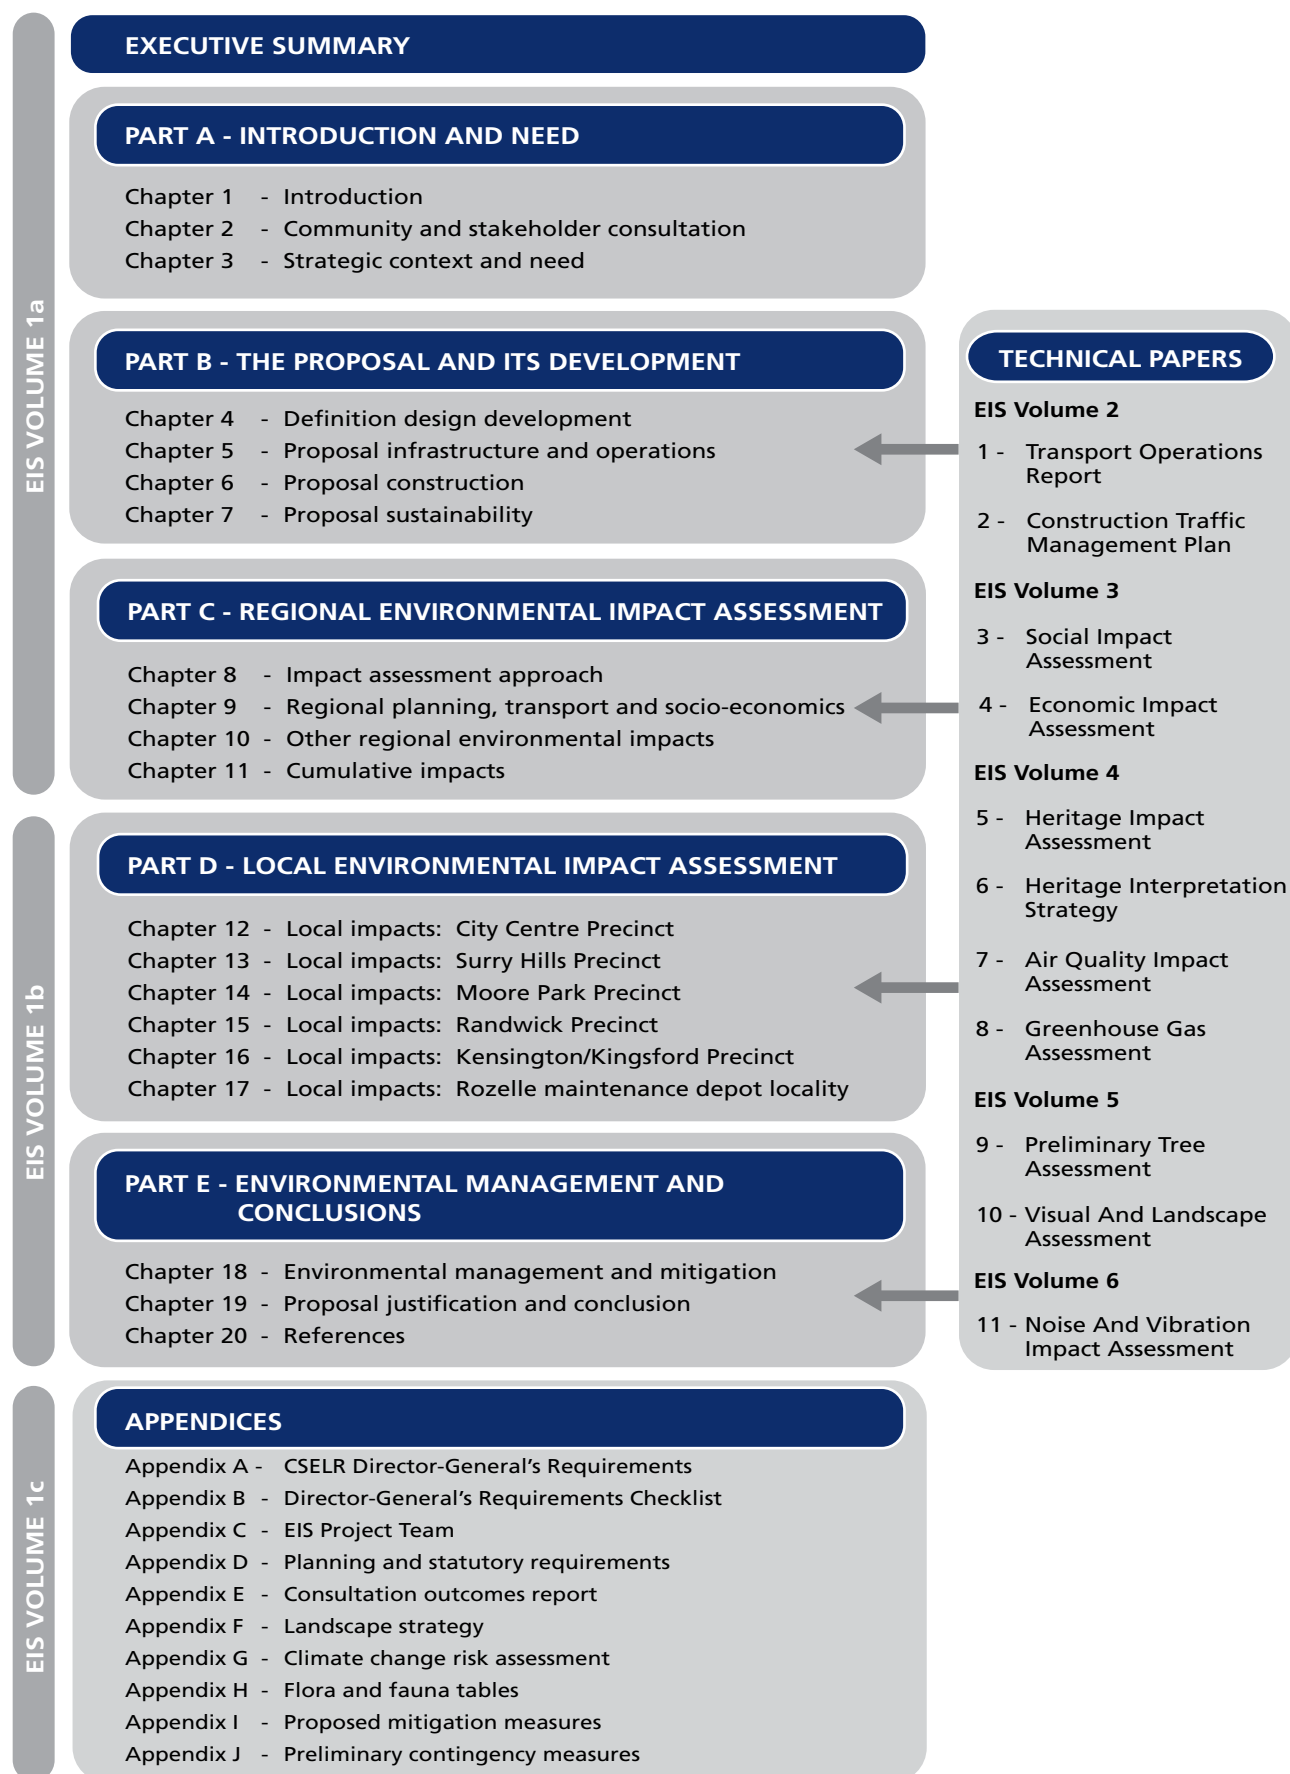 EIS VOLUME 1a
EXECUTIVE SUMMARY
PART A - INTRODUCTION AND NEED
Chapter 1 - Introduction
Chapter 2 - Community and stakeholder consultation
Chapter 3 - Strategic context and need
PART B - THE PROPOSAL AND ITS DEVELOPMENT
Chapter 4 - Definition design development
Chapter 5 - Proposal infrastructure and operations
Chapter 6 - Proposal construction
Chapter 7 - Proposal sustainability
PART C - REGIONAL ENVIRONMENTAL IMPACT ASSESSMENT
Chapter 8 - Impact assessment approach
Chapter 9 - Regional planning, transport and socio-economics
Chapter 10 - Other regional environmental impacts
Chapter 11 - Cumulative impacts
EIS VOLUME 1b
PART D - LOCAL ENVIRONMENTAL IMPACT ASSESSMENT
Chapter 12 - Local impacts: City Centre Precinct
Chapter 13 - Local impacts: Surry Hills Precinct
Chapter 14 - Local impacts: Moore Park Precinct
Chapter 15 - Local impacts: Randwick Precinct
Chapter 16 - Local impacts: Kensington/Kingsford Precinct
Chapter 17 - Local impacts: Rozelle maintenance depot locality
PART E - ENVIRONMENTAL MANAGEMENT AND
CONCLUSIONS
Chapter 18 - Environmental management and mitigation
Chapter 19 - Proposal justification and conclusion
Chapter 20 - References
EIS VOLUME 1c
APPENDICES
Appendix A - CSELR Director-General's Requirements
Appendix B - Director-General's Requirements Checklist
Appendix C - EIS Project Team
Appendix D - Planning and statutory requirements
Appendix E - Consultation outcomes report
Appendix F - Landscape strategy
Appendix G - Climate change risk assessment
Appendix H - Flora and fauna tables
Appendix I - Proposed mitigation measures
Appendix J - Preliminary contingency measures
TECHNICAL PAPERS
EIS Volume 2
1 - Transport Operations
Report
2 - Construction Traffic
Management Plan
EIS Volume 3
3 - Social Impact
Assessment
4 - Economic Impact
Assessment
EIS Volume 4
5 - Heritage Impact
Assessment
6 - Heritage Interpretation
Strategy
7 - Air Quality Impact
Assessment
8 - Greenhouse Gas
Assessment
EIS Volume 5
9 - Preliminary Tree
Assessment
10 - Visual And Landscape
Assessment
EIS Volume 6
11 - Noise And Vibration
Impact Assessment